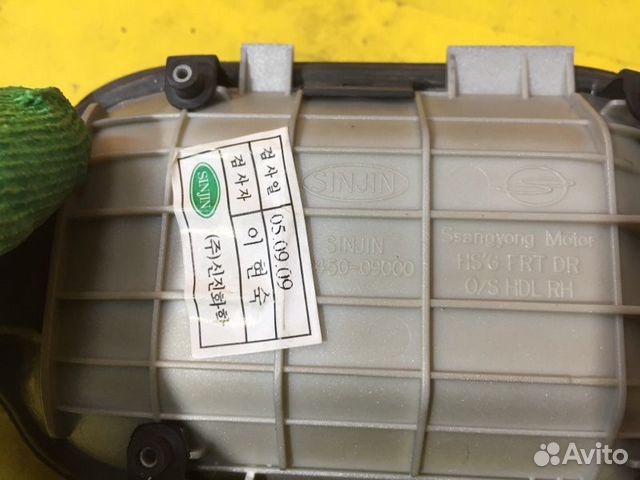 SINJIN
검사일
05.09.09
검사자
이현숙
(주)신진화학
SINJIN
SINJIN
450-09000
Ssangyong Motor
HS'G FRT DR
O/S HDL RH
Avito